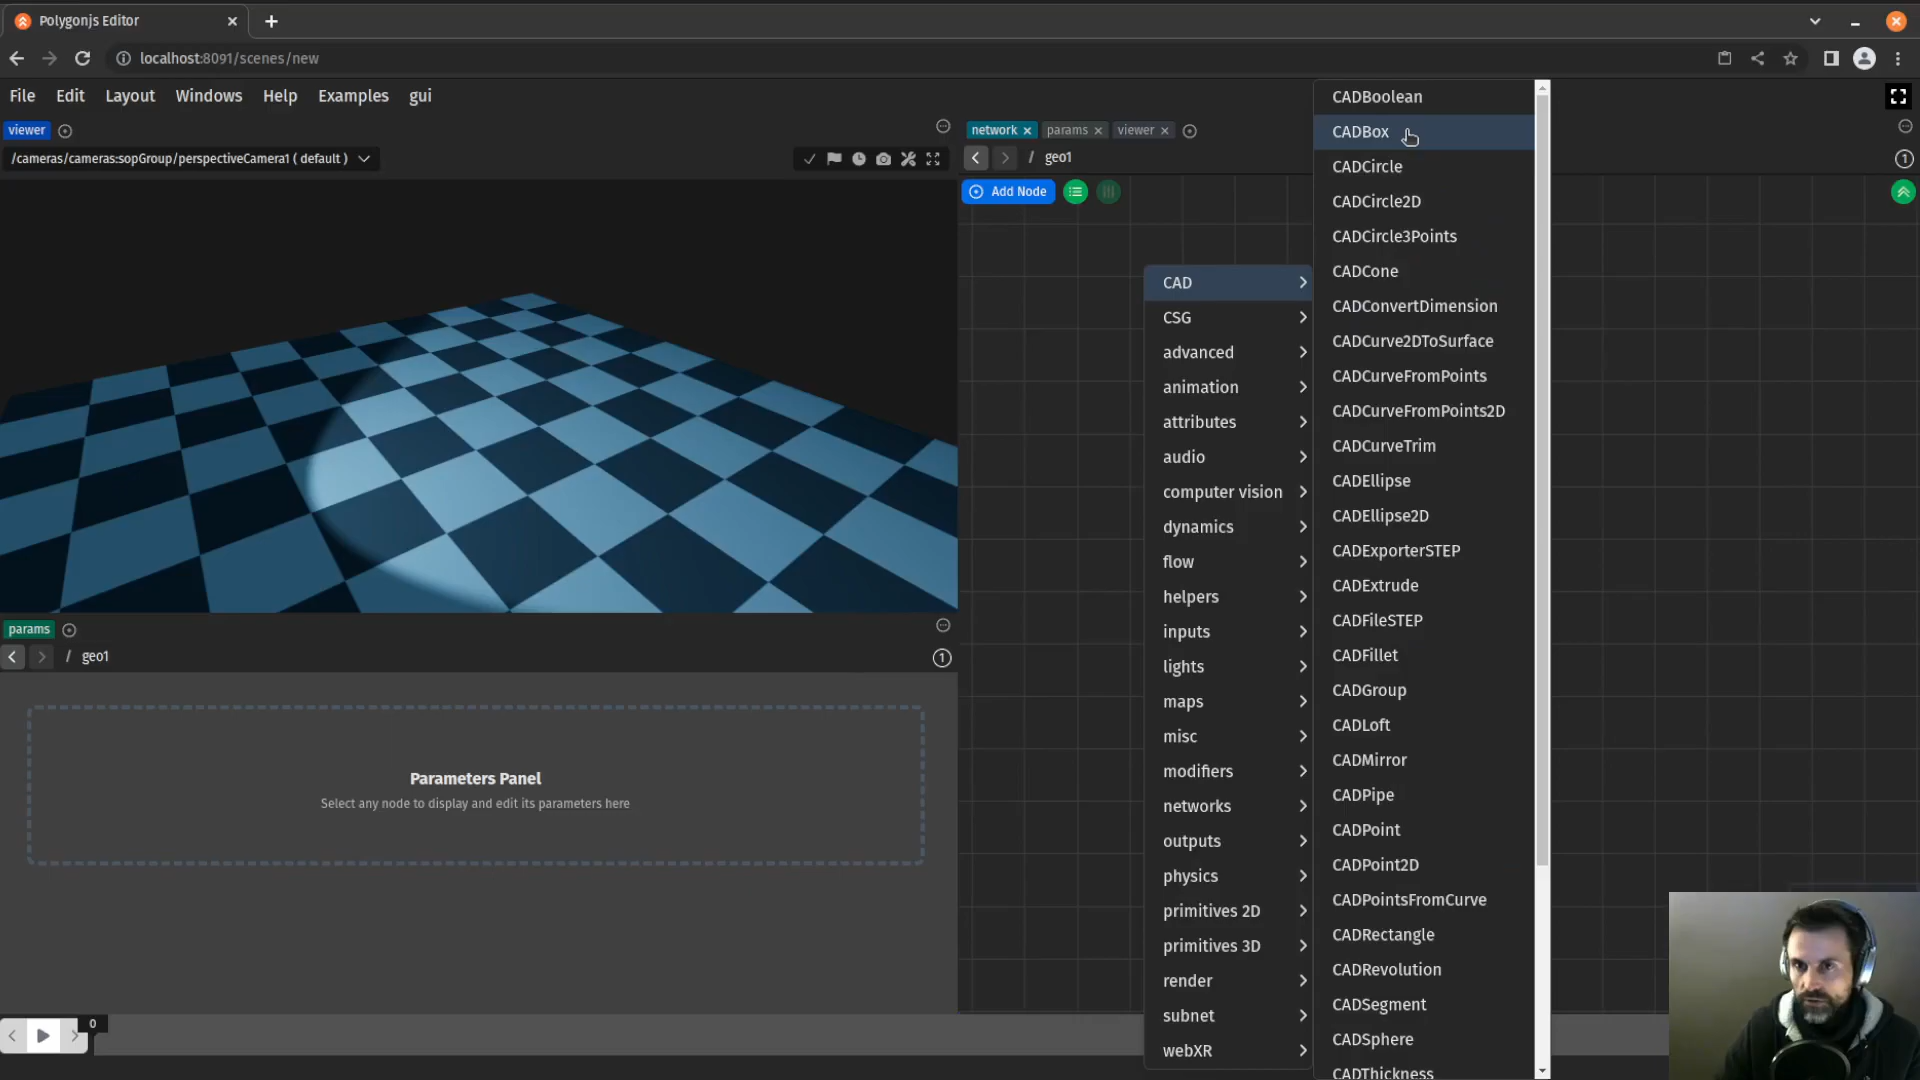 Polygonjs Editor
localhost:8091/scenes/new
File Edit Layout Windows Help Examples gui
viewer
/cameras/cameras:sopGroup/perspectiveCamera1 ( default )
network params viewer
/ geo1
1
Add Node
CAD
CSG
advanced
animation
attributes
audio
computer vision
dynamics
flow
helpers
inputs
lights
maps
misc
modifiers
networks
outputs
physics
primitives 2D
primitives 3D
render
subnet
webXR
CADBoolean
CADBox
CADCircle
CADCircle2D
CADCircle3Points
CADCone
CADConvertDimension
CADCurve2DToSurface
CADCurveFromPoints
CADCurveFromPoints2D
CADCurveTrim
CADEllipse
CADEllipse2D
CADExporterSTEP
CADExtrude
CADFileSTEP
CADFillet
CADGroup
CADLoft
CADMirror
CADPipe
CADPoint
CADPoint2D
CADPointsFromCurve
CADRectangle
CADRevolution
CADSegment
CADSphere
CADThickness
params
/ geo1
1
Parameters Panel
Select any node to display and edit its parameters here
0